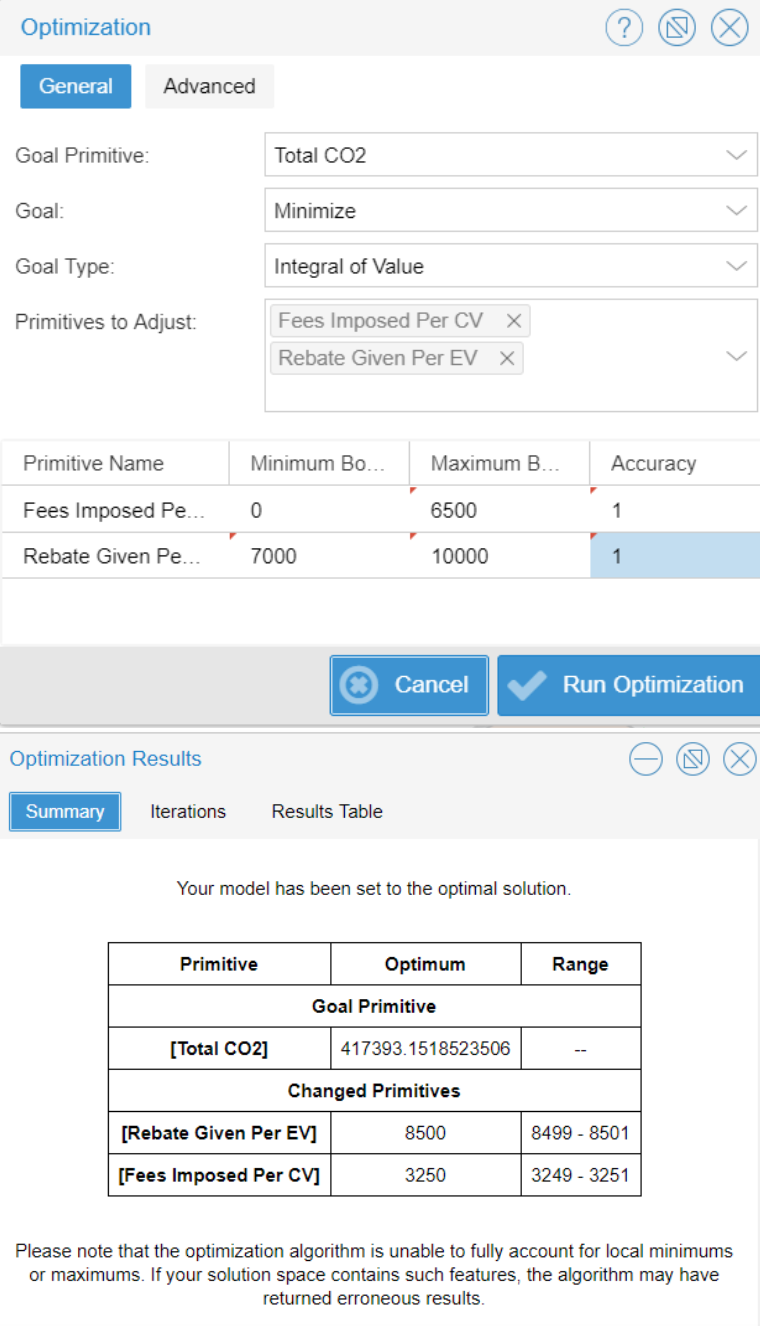 Optimization
?
General Advanced
Goal Primitive: Total CO2
Goal: Minimize
Goal Type: Integral of Value
Primitives to Adjust: Fees Imposed Per CV
Rebate Given Per EV
Primitive Name Minimum Bo... Maximum B... Accuracy
Fees Imposed Pe... 0 6500 1
Rebate Given Pe... 7000 10000 1
Cancel Run Optimization
Optimization Results
Summary Iterations Results Table
Your model has been set to the optimal solution.
Primitive Optimum Range
Goal Primitive
[Total CO2] 417393.1518523506 --
Changed Primitives
[Rebate Given Per EV] 8500 8499 - 8501
[Fees Imposed Per CV] 3250 3249 - 3251
Please note that the optimization algorithm is unable to fully account for local minimums
or maximums. If your solution space contains such features, the algorithm may have
returned erroneous results.